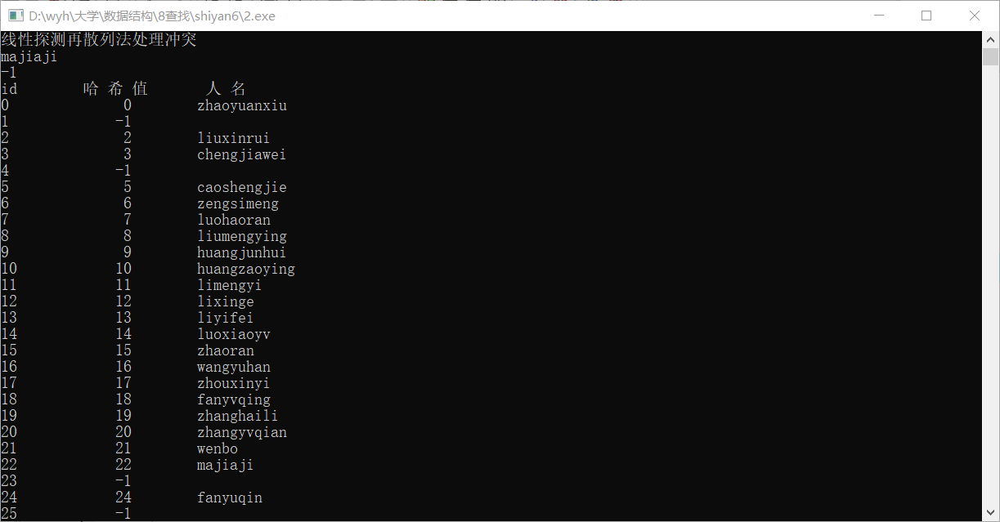 D:\wyh\大学\数据结构\8查找\shiyan6\2.exe
线性探测再散列法处理冲突
majiaji
-1
id 哈 希 值 人 名
0 0 zhaoyuanxiu
1 -1
2 2 liuxinrui
3 3 chengjiawei
4 -1
5 5 caoshengjie
6 6 zengsimeng
7 7 luohaoran
8 8 liumengying
9 9 huangjunhui
10 10 huangzaoying
11 11 limengyi
12 12 lixinge
13 13 liyifei
14 14 luoxiaoyv
15 15 zhaoran
16 16 wangyuhan
17 17 zhouxinyi
18 18 fanyvqing
19 19 zhanghaili
20 20 zhangyvqian
21 21 wenbo
22 22 majiaji
23 -1
24 24 fanyuqin
25 -1